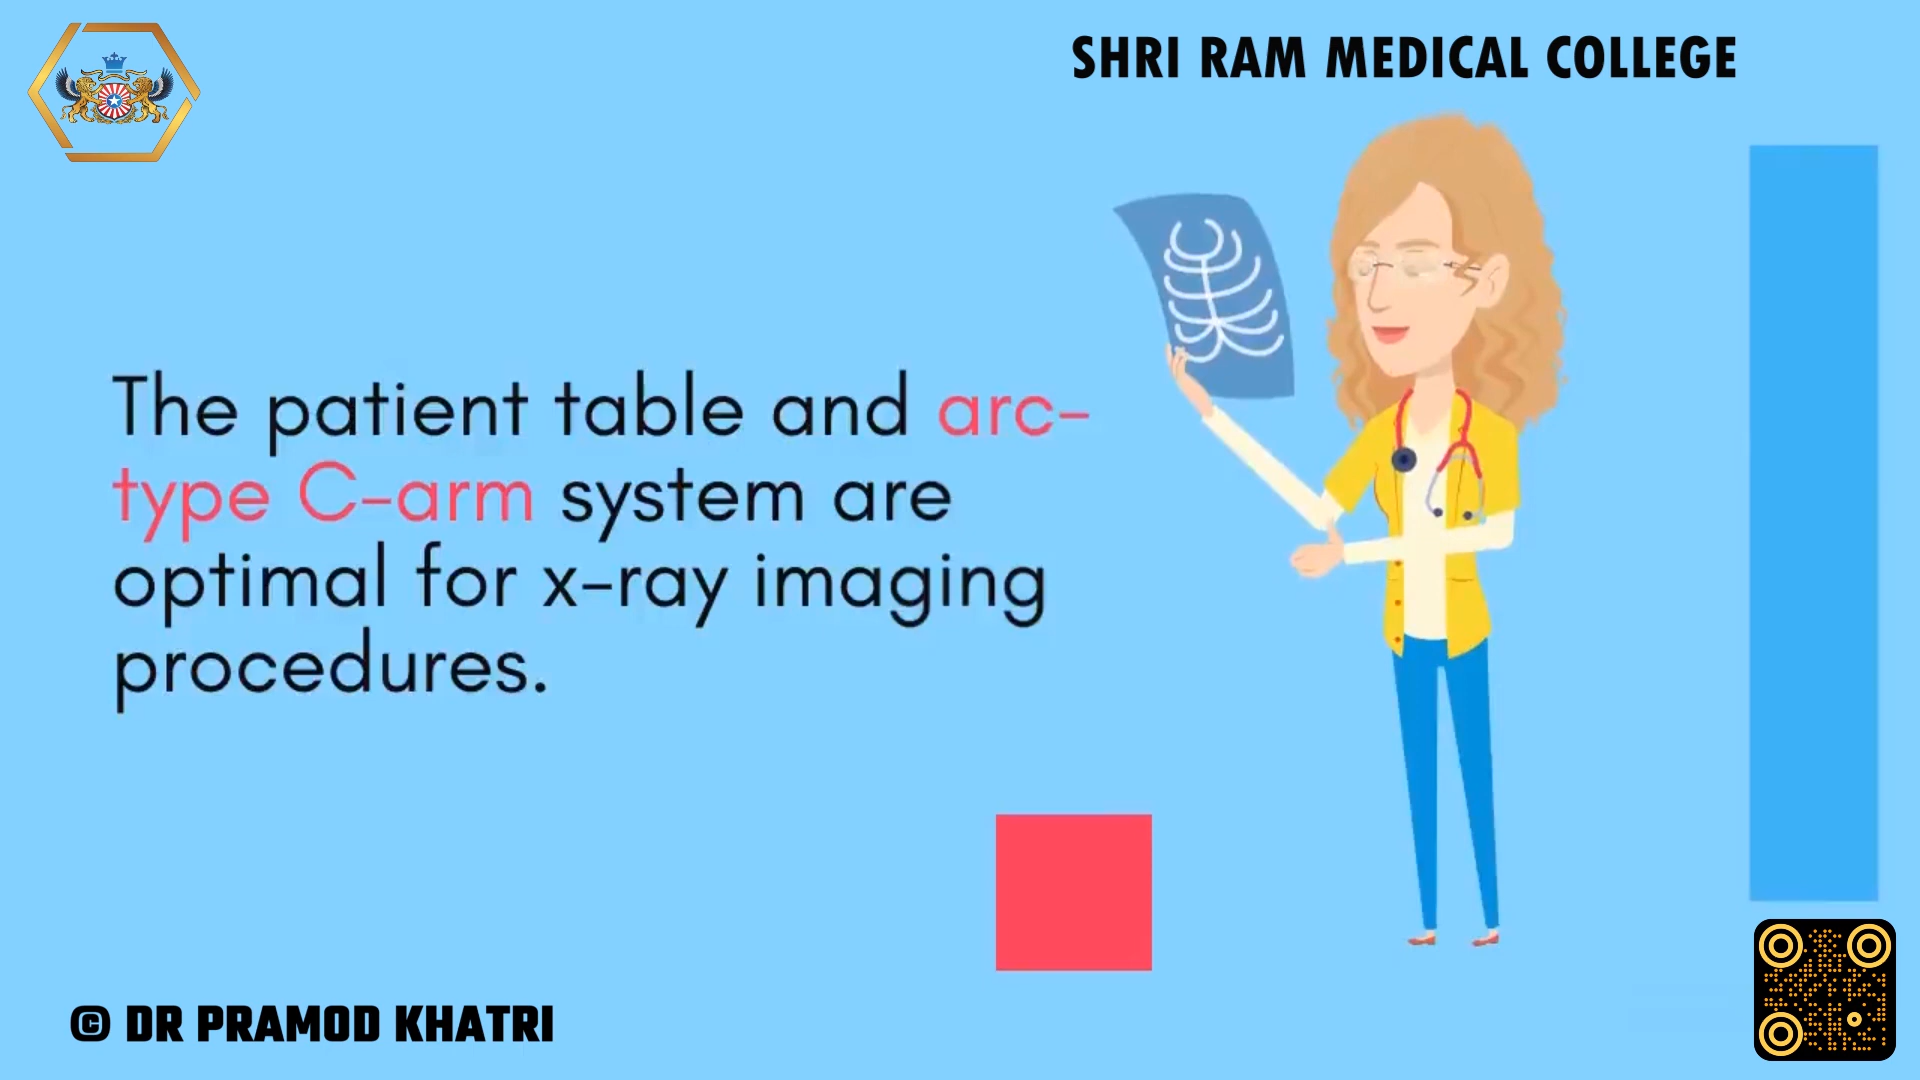 SHRI RAM MEDICAL COLLEGE
The patient table and arc-
type C-arm system are
optimal for x-ray imaging
procedures.
© DR PRAMOD KHATRI